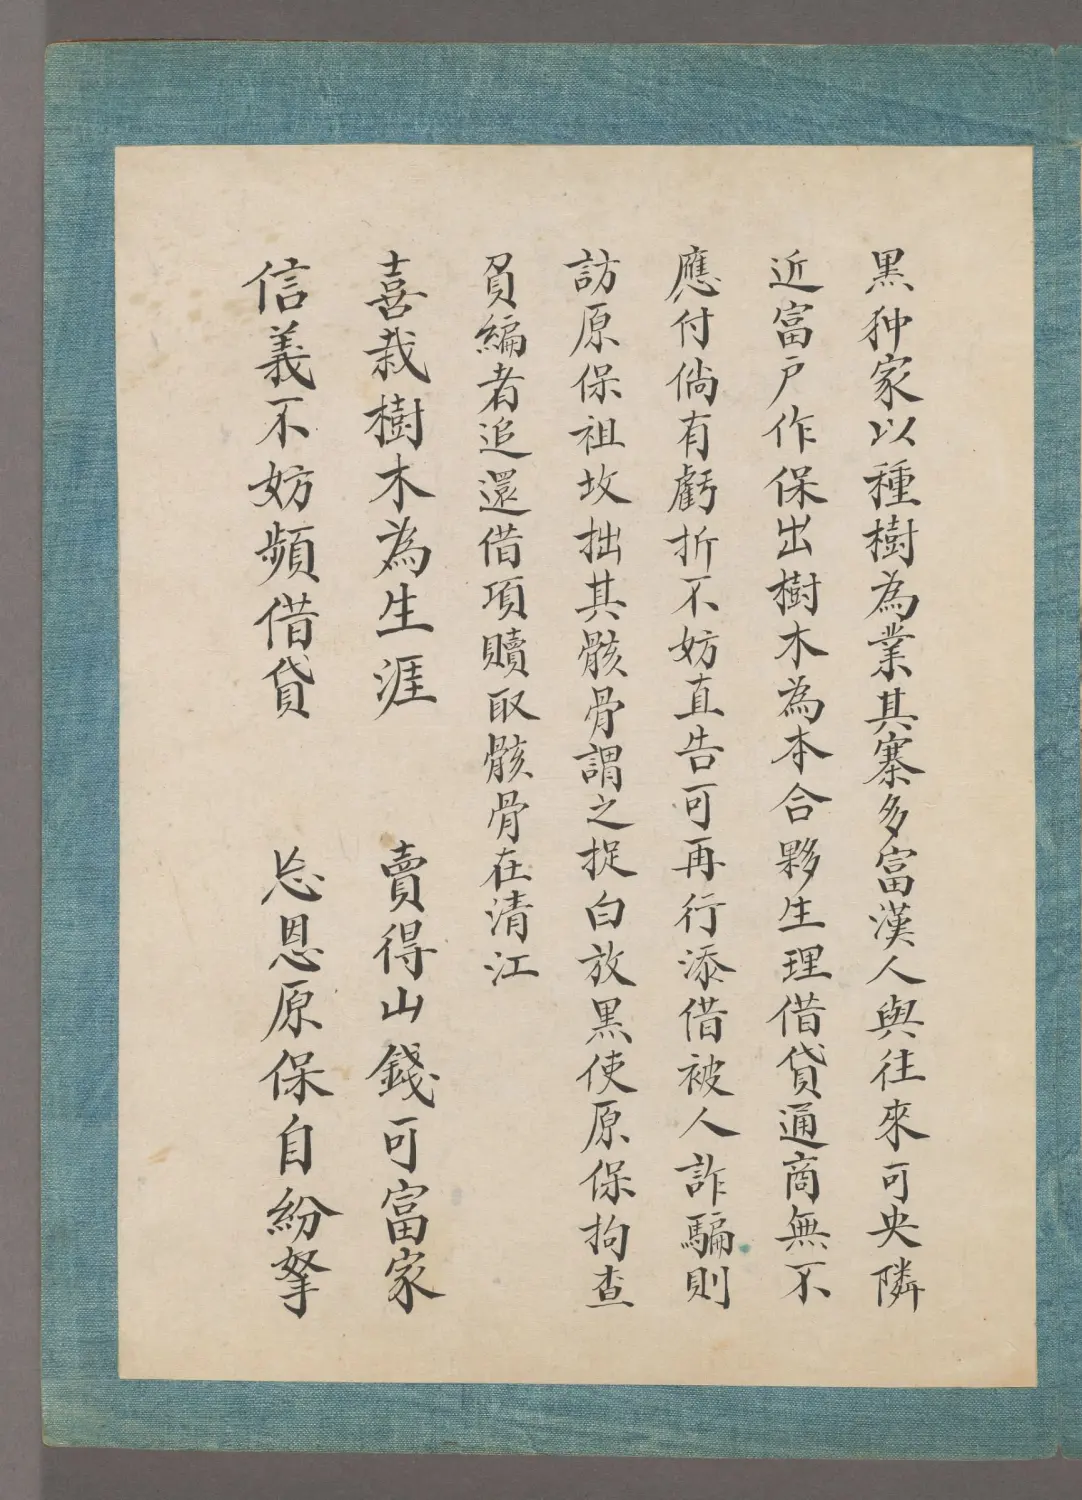 黑狆家以種樹為業其寨多富漢人與往來可央隣
近富戶作保出樹木為本合夥生理借貸通商無不
應付倘有虧折不妨直告可再行添借被人詐騙則
訪原保祖坟拙其骸骨謂之捉白放黑使原保拘查
負編者追還借項贖取骸骨在清江
喜栽樹木為生涯 賣得山錢可富家
信義不妨頻借貸 忘恩原保自紛拏